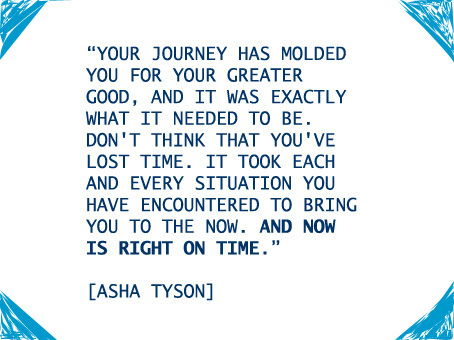 “YOUR JOURNEY HAS MOLDED
YOU FOR YOUR GREATER
GOOD, AND IT WAS EXACTLY
WHAT IT NEEDED TO BE.
DON'T THINK THAT YOU'VE
LOST TIME. IT TOOK EACH
AND EVERY SITUATION YOU
HAVE ENCOUNTERED TO BRING
YOU TO THE NOW. AND NOW
IS RIGHT ON TIME.”
[ASHA TYSON]